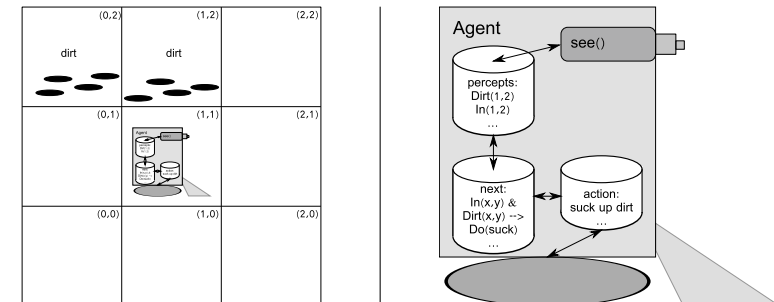 (0,2)
(1,2)
(2,2)
dirt
dirt
(0,1)
(1,1)
(2,1)
Agent
(0,0)
(1,0)
(2,0)
Agent
see()
percepts:
Dirt(1,2)
In(1,2)
...
next:
In(x,y) &
Dirt(x,y) -->
Do(suck)
...
action:
suck up dirt
...